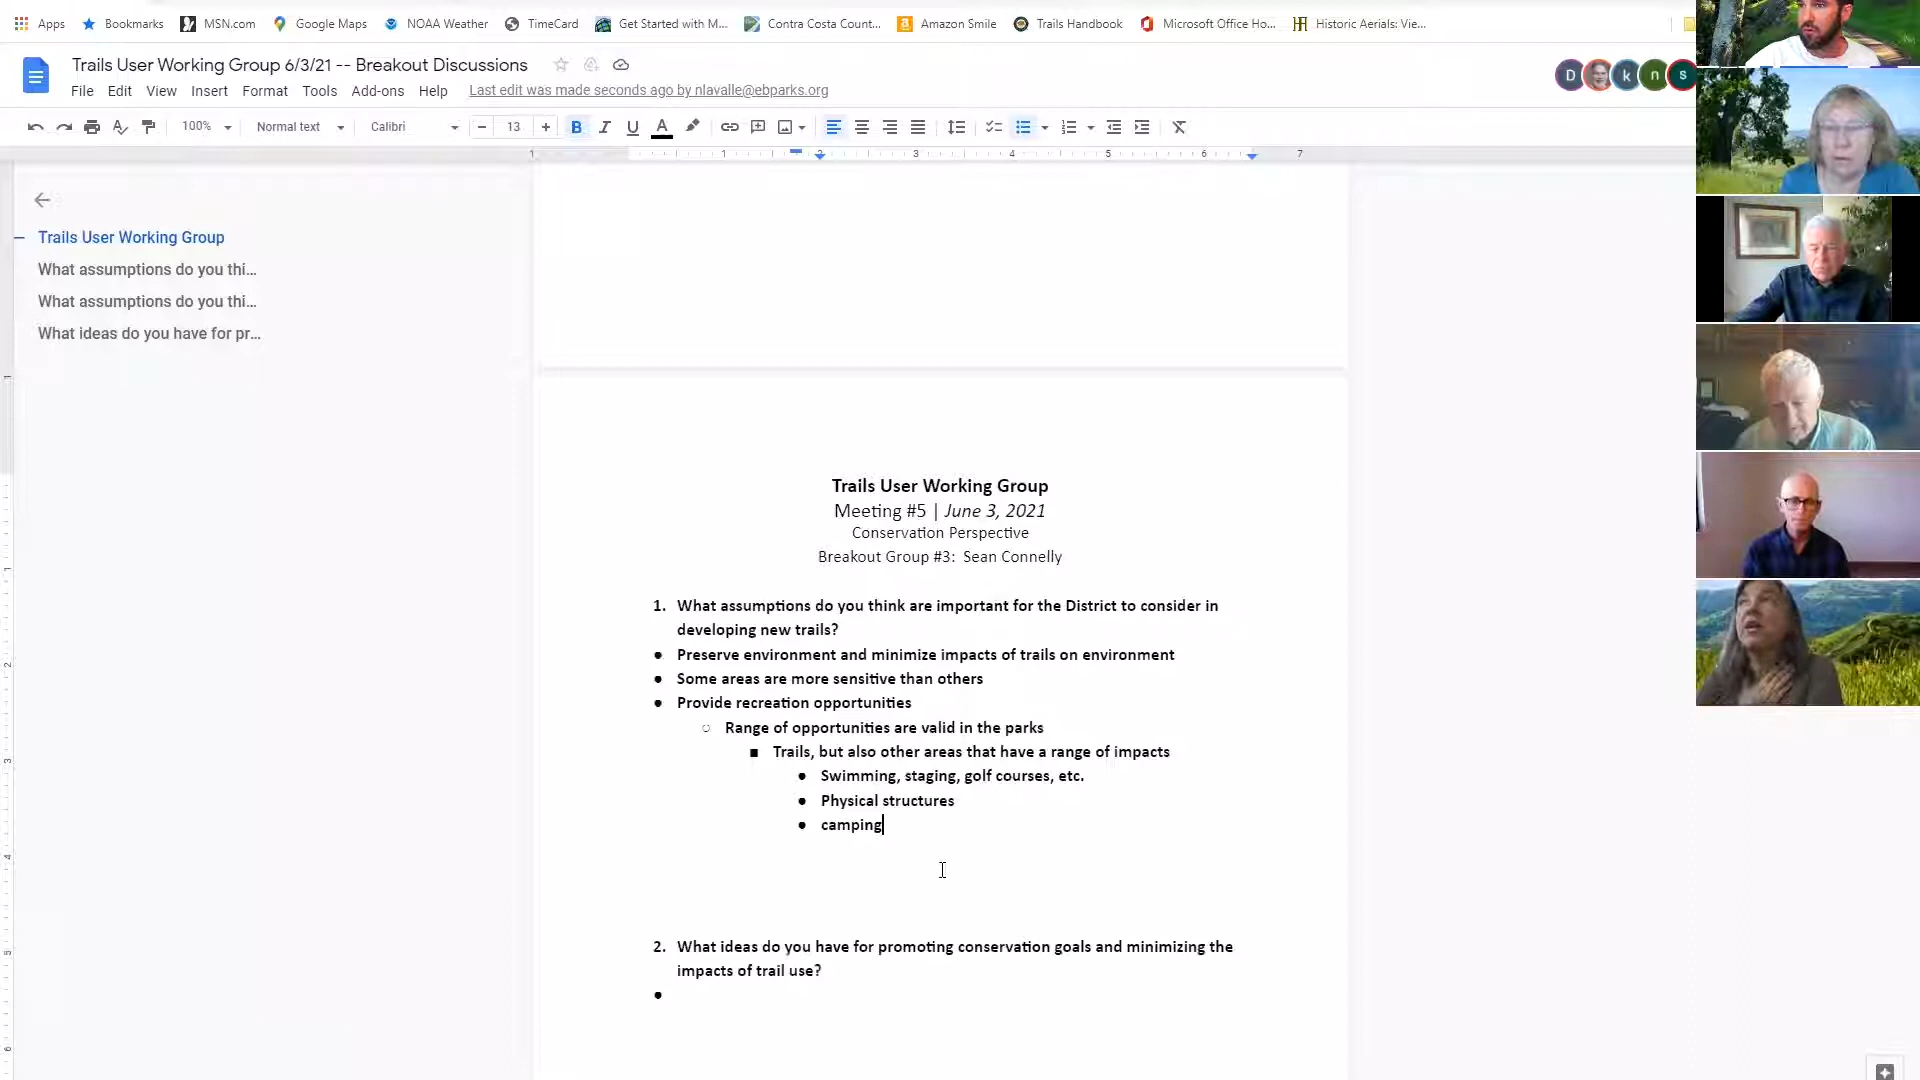 Apps Bookmarks MSN.com Google Maps NOAA Weather TimeCard Get Started with M... Contra Costa Count... Amazon Smile Trails Handbook Microsoft Office Ho... Historic Aerials: Vie...
Trails User Working Group 6/3/21 -- Breakout Discussions
D k n s
File Edit View Insert Format Tools Add-ons Help Last edit was made seconds ago by nlavalle@ebparks.org
100% Normal text Calibri 13 B I U A
1 1 2 3 4 5 6 7
Trails User Working Group
What assumptions do you thi...
What assumptions do you thi...
What ideas do you have for pr...
Trails User Working Group
Meeting #5 | June 3, 2021
Conservation Perspective
Breakout Group #3: Sean Connelly
1. What assumptions do you think are important for the District to consider in
developing new trails?
● Preserve environment and minimize impacts of trails on environment
● Some areas are more sensitive than others
● Provide recreation opportunities
○ Range of opportunities are valid in the parks
■ Trails, but also other areas that have a range of impacts
● Swimming, staging, golf courses, etc.
● Physical structures
● camping
2. What ideas do you have for promoting conservation goals and minimizing the
impacts of trail use?
●